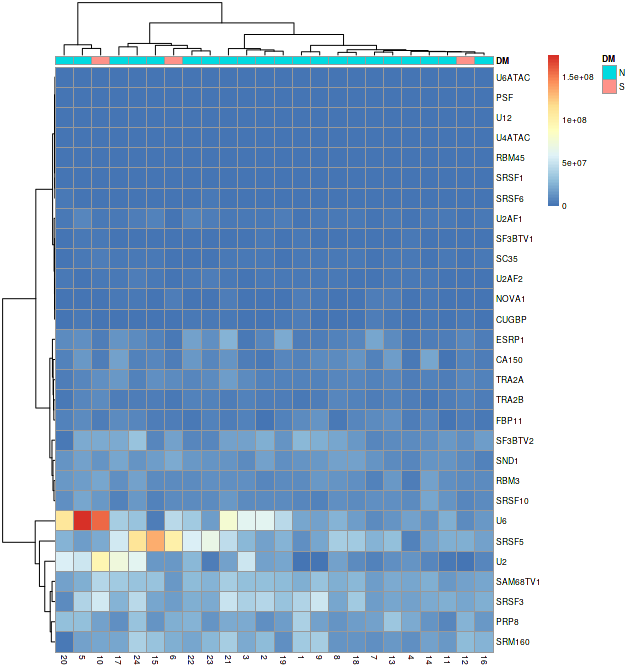 DM
U6ATAC
PSF
U12
U4ATAC
RBM45
SRSF1
SRSF6
U2AF1
SF3BTV1
SC35
U2AF2
NOVA1
CUGBP
ESRP1
CA150
TRA2A
TRA2B
FBP11
SF3BTV2
SND1
RBM3
SRSF10
U6
SRSF5
U2
SAM68TV1
SRSF3
PRP8
SRM160
20 5 10 17 24 15 6 22 23 21 3 2 19 1 9 8 18 7 13 4 14 11 12 16
1.5e+08
1e+08
5e+07
0
DM
N
S